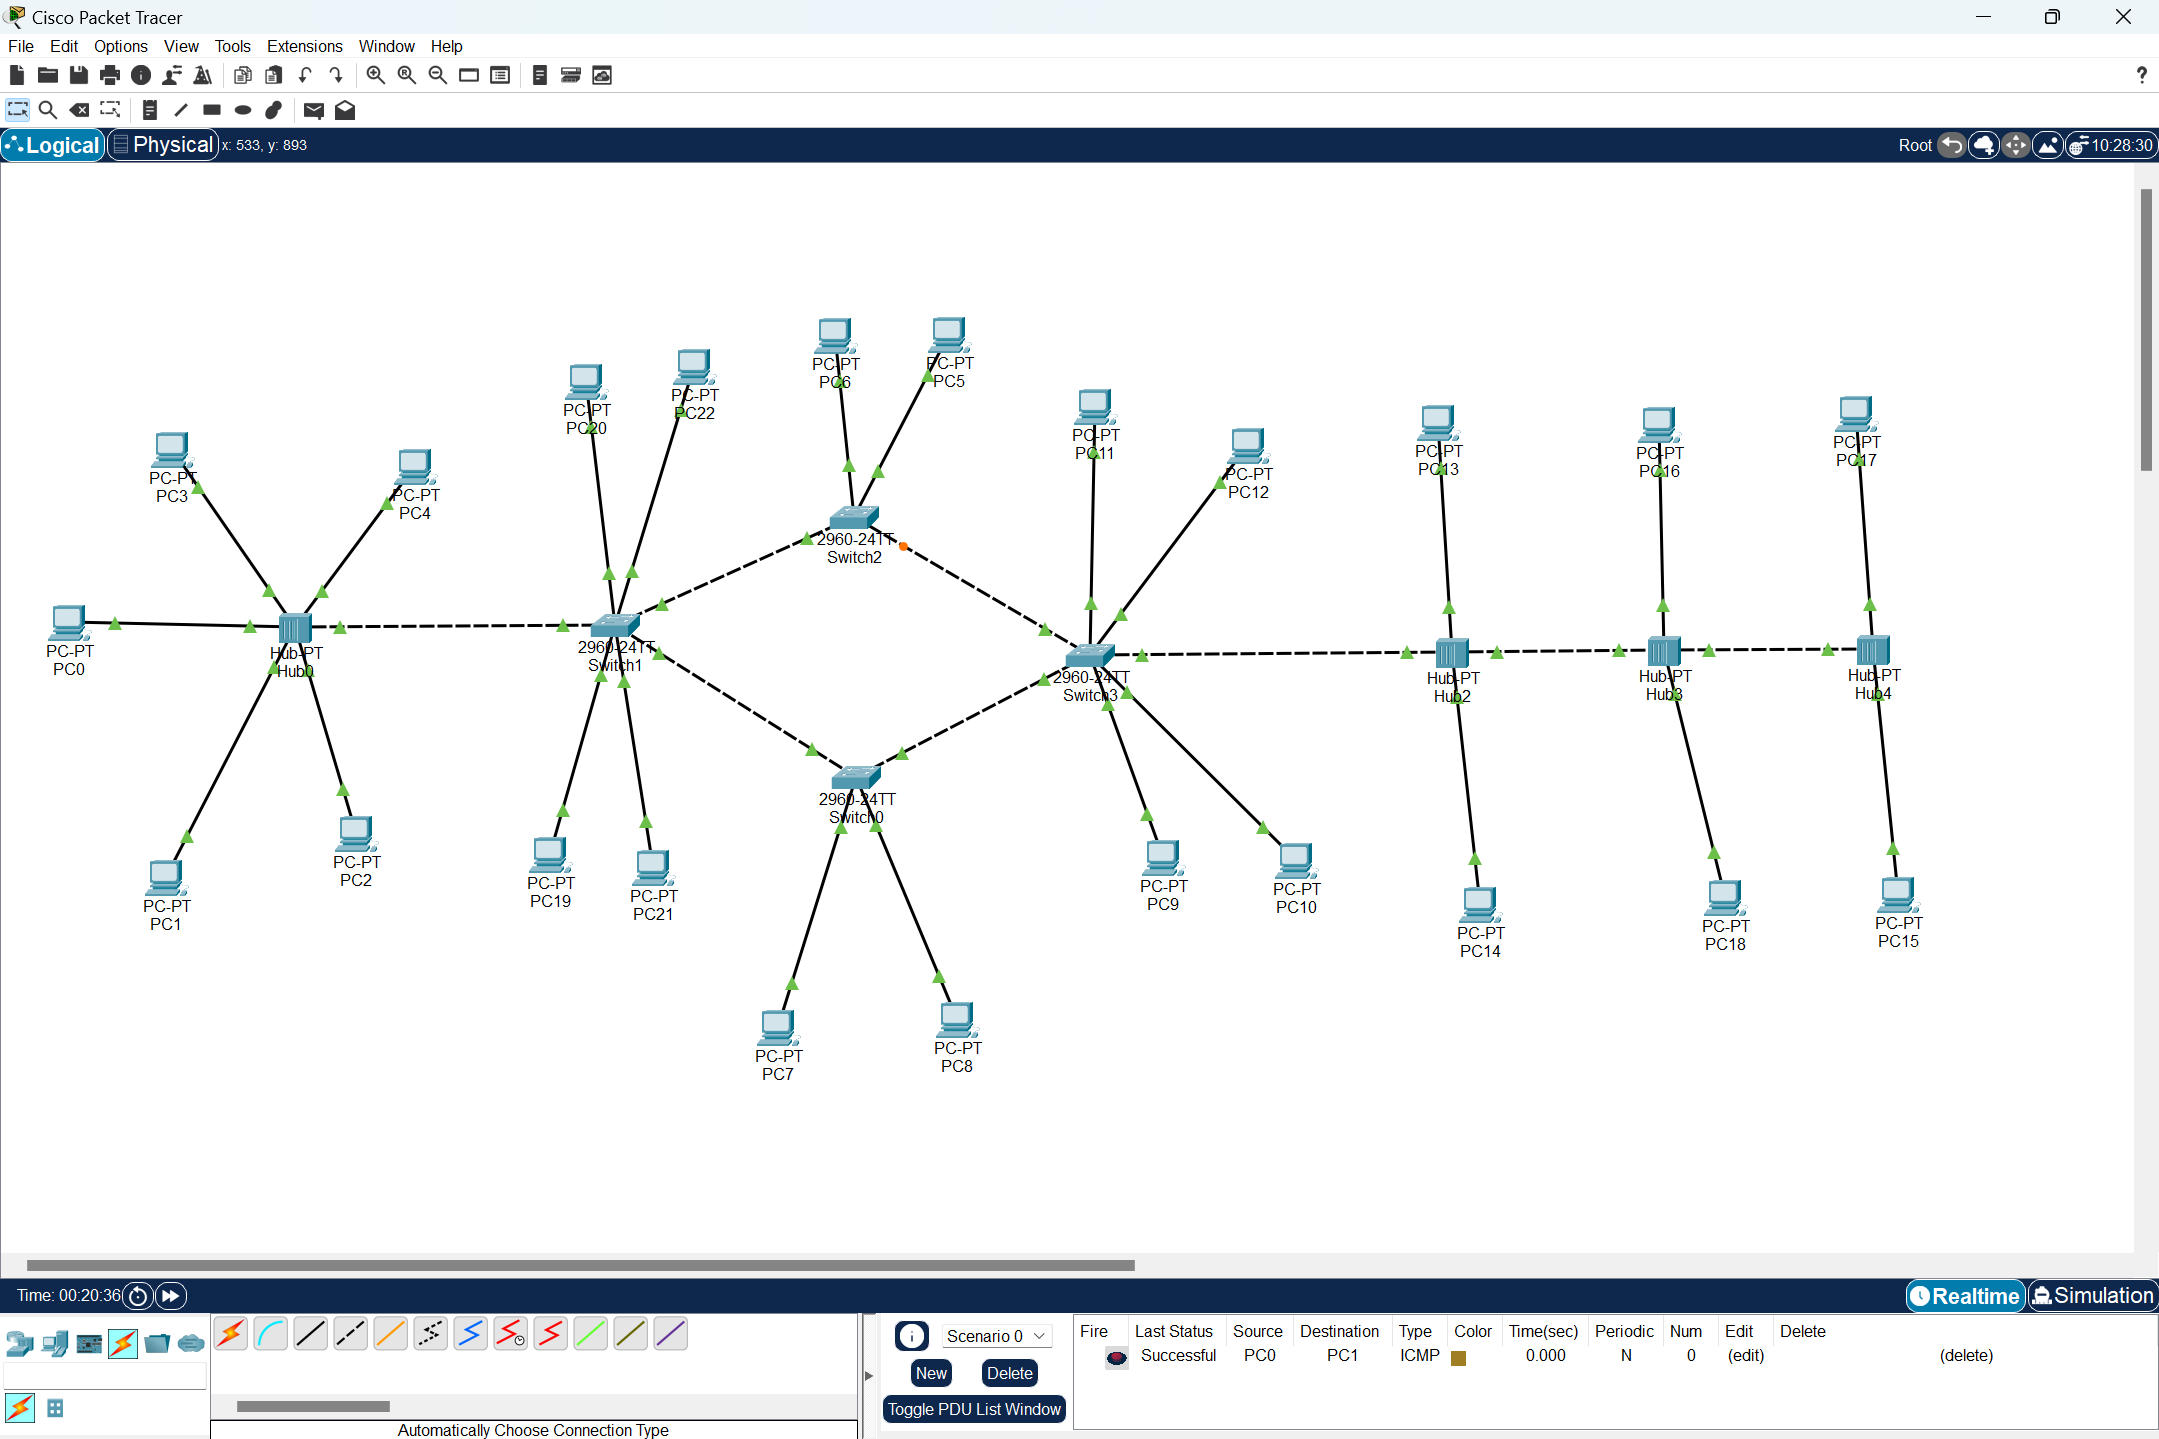 Cisco Packet Tracer
File Edit Options View Tools Extensions Window Help
Logical Physical x: 533, y: 893 Root 10:28:30
PC-PT
PC6
PC-PT
PC5
PC-PT
PC22
PC-PT
PC20
PC-PT
PC11
PC-PT
PC12
PC-PT
PC13
PC-PT
PC16
PC-PT
PC17
PC-PT
PC3
PC-PT
PC4
2960-24TT
Switch2
PC-PT
PC0
Hub-PT
Hub0
2960-24TT
Switch1
2960-24TT
Switch3
Hub-PT
Hub2
Hub-PT
Hub3
Hub-PT
Hub4
2960-24TT
Switch0
PC-PT
PC1
PC-PT
PC2
PC-PT
PC19
PC-PT
PC21
PC-PT
PC9
PC-PT
PC10
PC-PT
PC14
PC-PT
PC18
PC-PT
PC15
PC-PT
PC7
PC-PT
PC8
Time: 00:20:36 Realtime Simulation
Scenario 0
New Delete
Toggle PDU List Window
Fire Last Status Source Destination Type Color Time(sec) Periodic Num Edit Delete
Successful PC0 PC1 ICMP 0.000 N 0 (edit) (delete)
Automatically Choose Connection Type